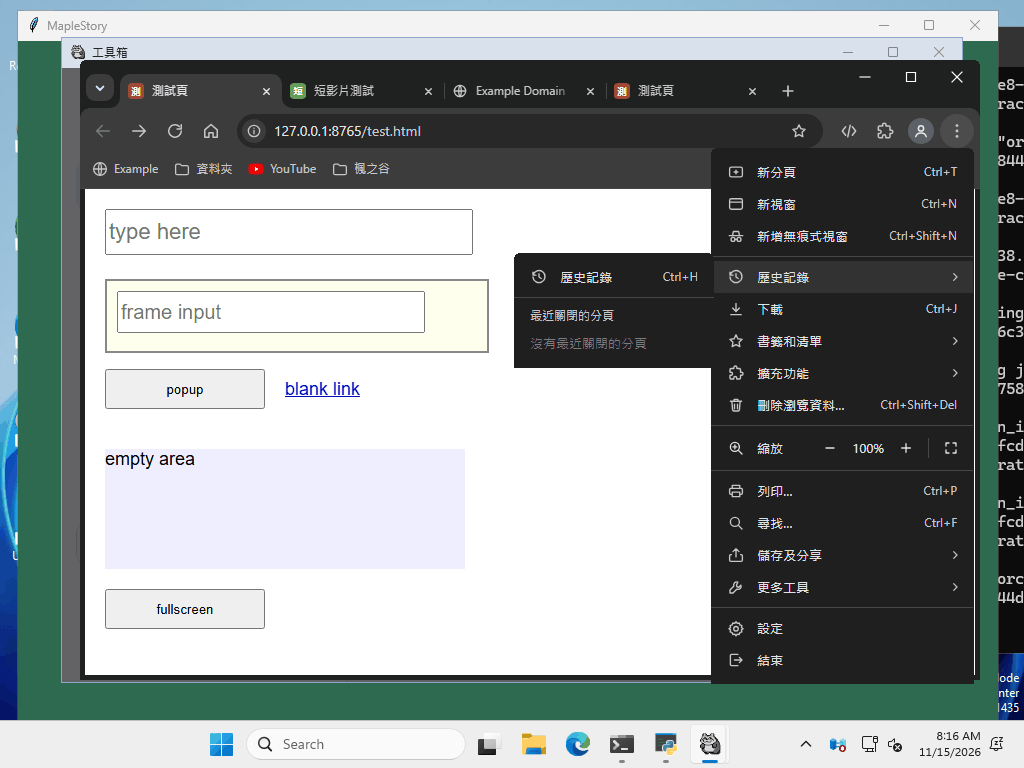 MapleStory
工具箱
測試頁
短影片測試
Example Domain
測試頁
127.0.0.1:8765/test.html
Example
資料夾
YouTube
楓之谷
type here
frame input
popup
blank link
empty area
fullscreen
歷史記錄 Ctrl+H
最近關閉的分頁
沒有最近關閉的分頁
新分頁 Ctrl+T
新視窗 Ctrl+N
新增無痕式視窗 Ctrl+Shift+N
歷史記錄
下載 Ctrl+J
書籤和清單
擴充功能
刪除瀏覽資料... Ctrl+Shift+Del
縮放 − 100% +
列印... Ctrl+P
尋找... Ctrl+F
儲存及分享
更多工具
設定
結束
Search
8:16 AM
11/15/2026